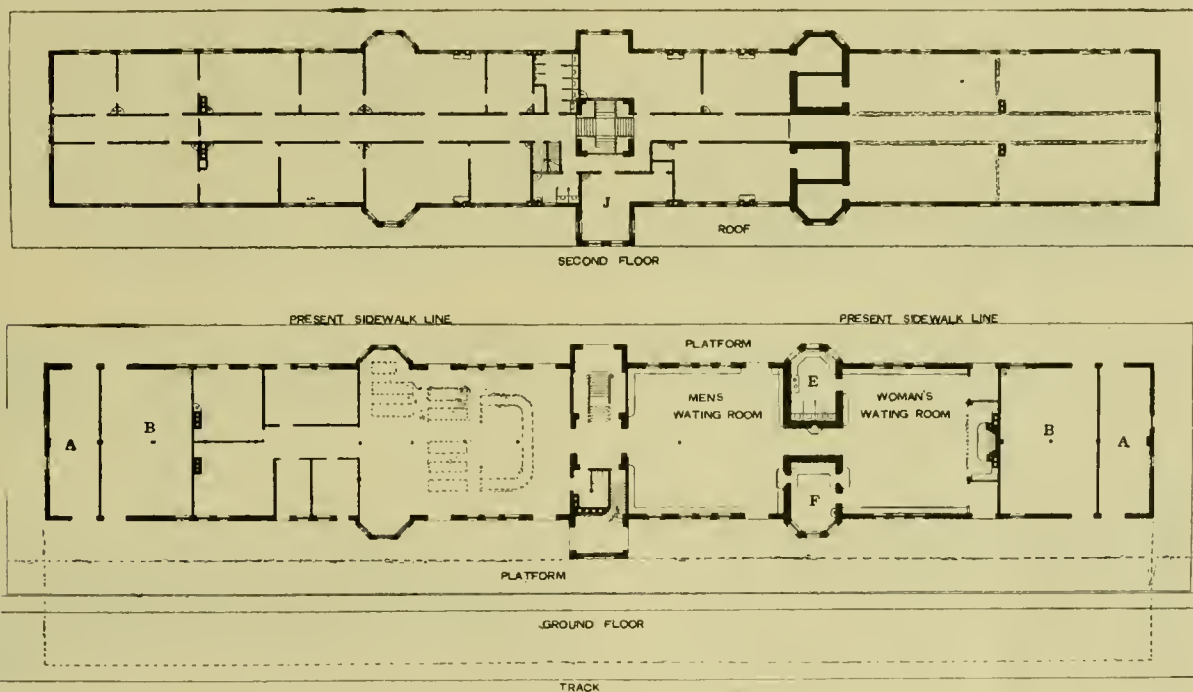 J
ROOF
SECOND FLOOR
PRESENT SIDEWALK LINE
PRESENT SIDEWALK LINE
PLATFORM
E
MENS
WATING ROOM
WOMAN'S
WATING ROOM
A
B
B
A
F
PLATFORM
GROUND FLOOR
TRACK